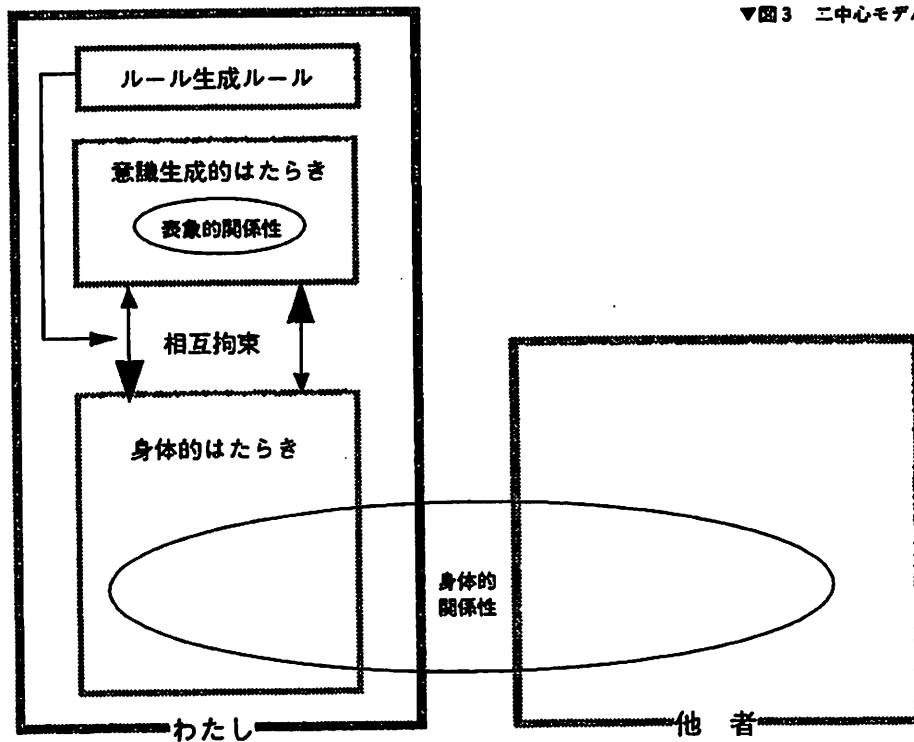 ▼図3 二中心モデル
ルール生成ルール
意識生成的はたらき
表象的関係性
相互拘束
身体的はたらき
身体的
関係性
わたし
他 者